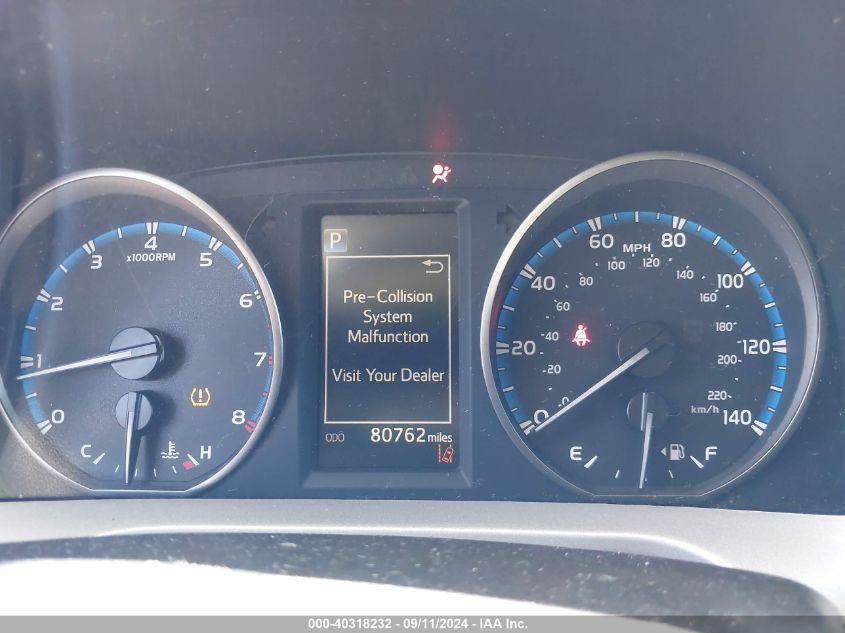 0 1 2 3 4 5 6 7 8
x1000RPM
C H
P
Pre-Collision
System
Malfunction
Visit Your Dealer
ODO 80762 miles
0 20 40 60 80 100 120 140
MPH
0 20 40 60 80 100 120 140 160 180 200 220
km/h
E F
000-40318232 - 09/11/2024 - IAA Inc.